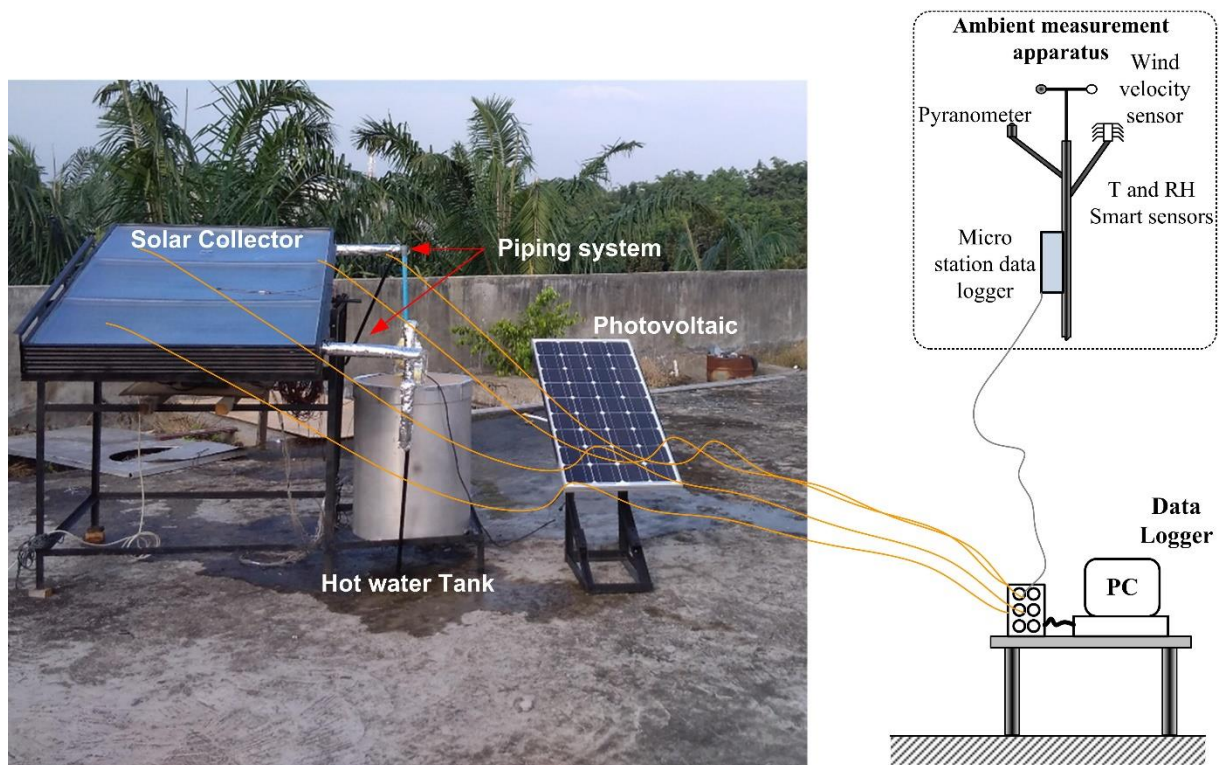 Ambient measurement
apparatus
Wind
velocity
sensor
Pyranometer
T and RH
Smart sensors
Micro
station data
logger
Solar Collector
Piping system
Photovoltaic
Hot water Tank
Data
Logger
PC